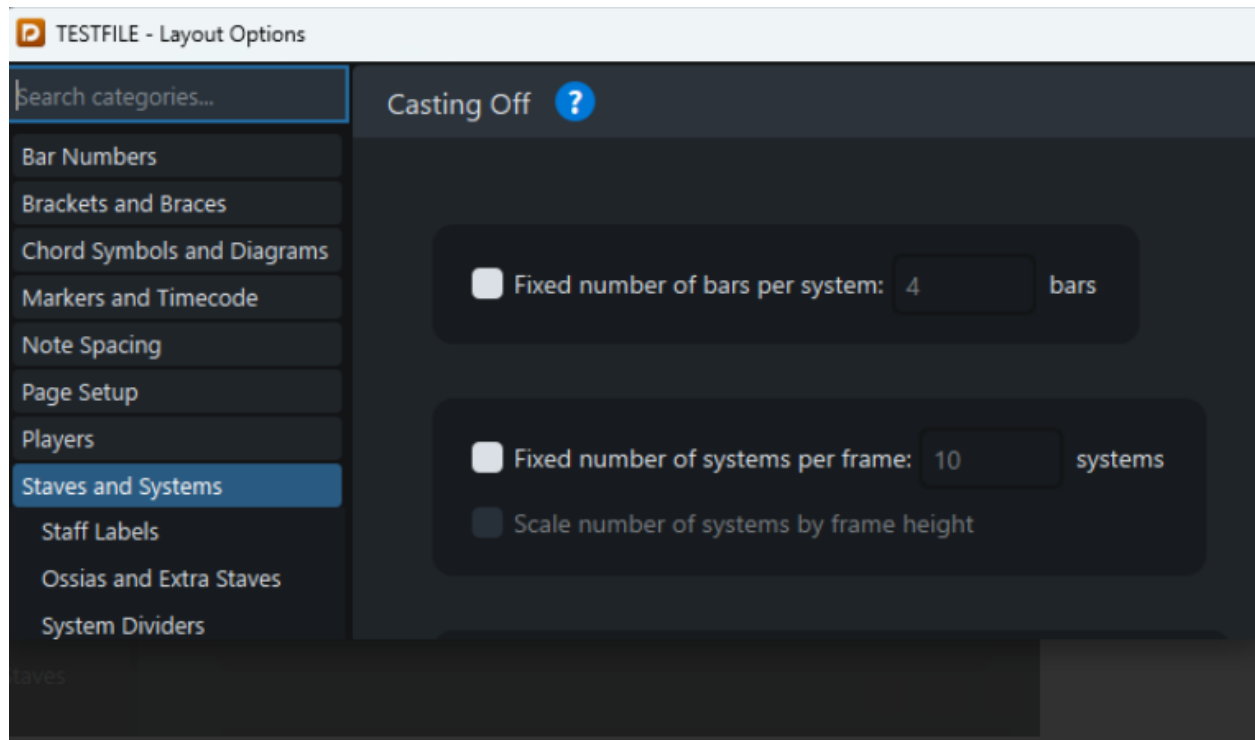 TESTFILE - Layout Options
Search categories...
Bar Numbers
Brackets and Braces
Chord Symbols and Diagrams
Markers and Timecode
Note Spacing
Page Setup
Players
Staves and Systems
Staff Labels
Ossias and Extra Staves
System Dividers
Casting Off ?
Fixed number of bars per system: 4 bars
Fixed number of systems per frame: 10 systems
Scale number of systems by frame height
taves